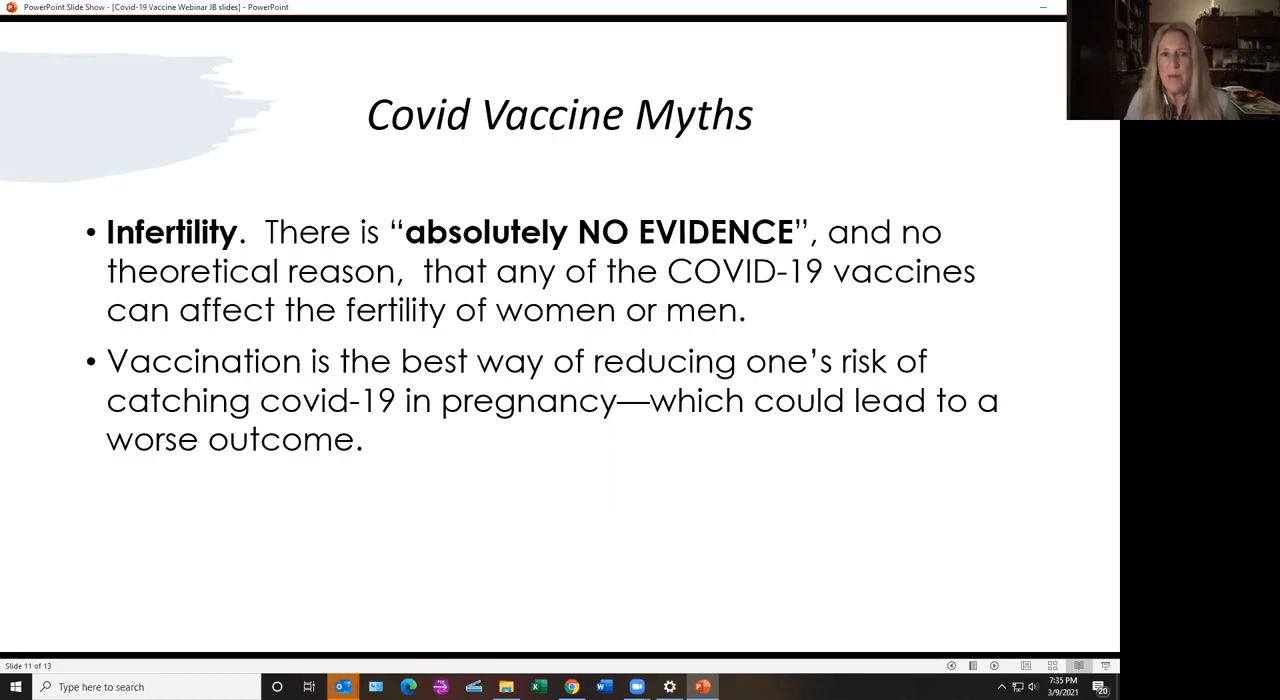 PowerPoint Slide Show - [Covid-19 Vaccine Webinar JB slides] - PowerPoint
Covid Vaccine Myths
• Infertility.  There is “absolutely NO EVIDENCE”, and no
theoretical reason,  that any of the COVID-19 vaccines
can affect the fertility of women or men.
• Vaccination is the best way of reducing one’s risk of
catching covid-19 in pregnancy—which could lead to a
worse outcome.
Slide 11 of 13
Type here to search
7:35 PM
3/9/2021
20